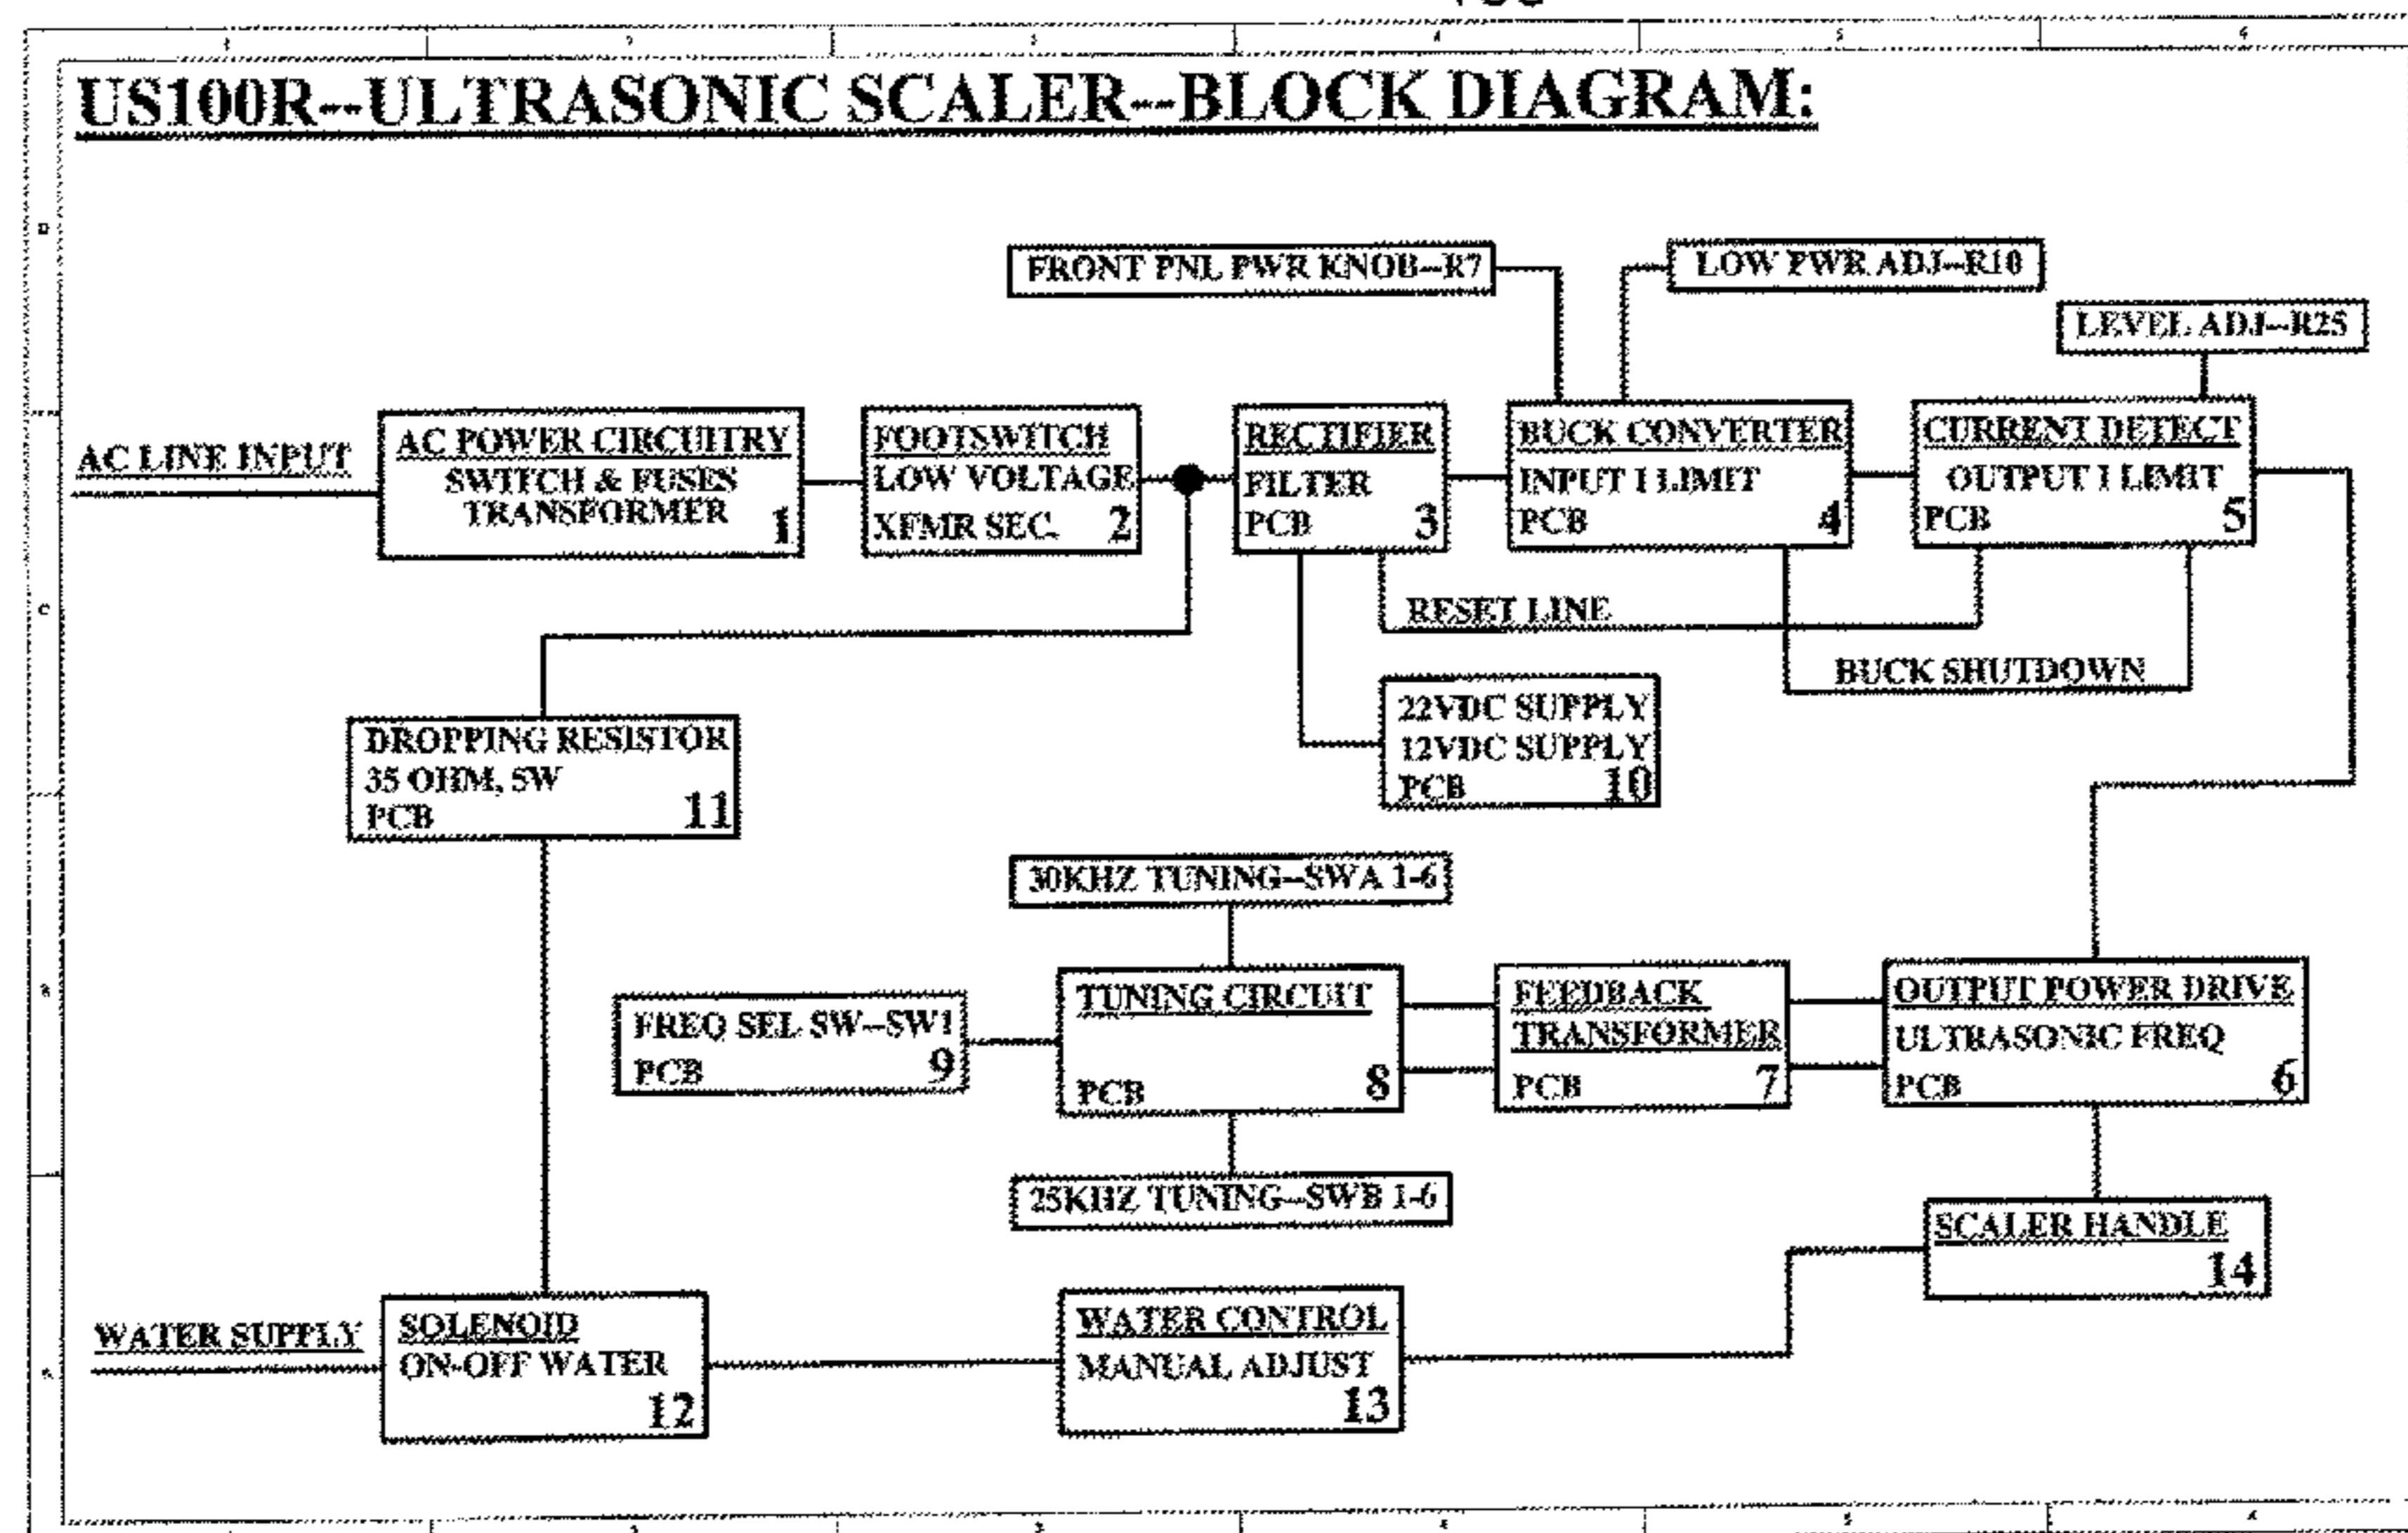 US100R--ULTRASONIC SCALER--BLOCK DIAGRAM:
FRONT PNL PWR KNOB--R7
LOW PWR ADJ--R10
LEVEL ADJ--R25
AC LINE INPUT
AC POWER CIRCUITRY
SWITCH & FUSES
TRANSFORMER
1
FOOTSWITCH
LOW VOLTAGE
XFMR SEC.
2
RECTIFIER
FILTER
PCB
3
BUCK CONVERTER
INPUT I LIMIT
PCB
4
CURRENT DETECT
OUTPUT I LIMIT
PCB
5
RESET LINE
BUCK SHUTDOWN
22VDC SUPPLY
12VDC SUPPLY
PCB
10
DROPPING RESISTOR
35 OHM, 5W
PCB
11
30KHZ TUNING--SWA 1-6
FREQ SEL SW--SW1
PCB
9
TUNING CIRCUIT
PCB
8
FEEDBACK
TRANSFORMER
PCB
7
OUTPUT POWER DRIVE
ULTRASONIC FREQ
PCB
6
25KHZ TUNING--SWB 1-6
SCALER HANDLE
14
WATER SUPPLY
SOLENOID
ON-OFF WATER
12
WATER CONTROL
MANUAL ADJUST
13